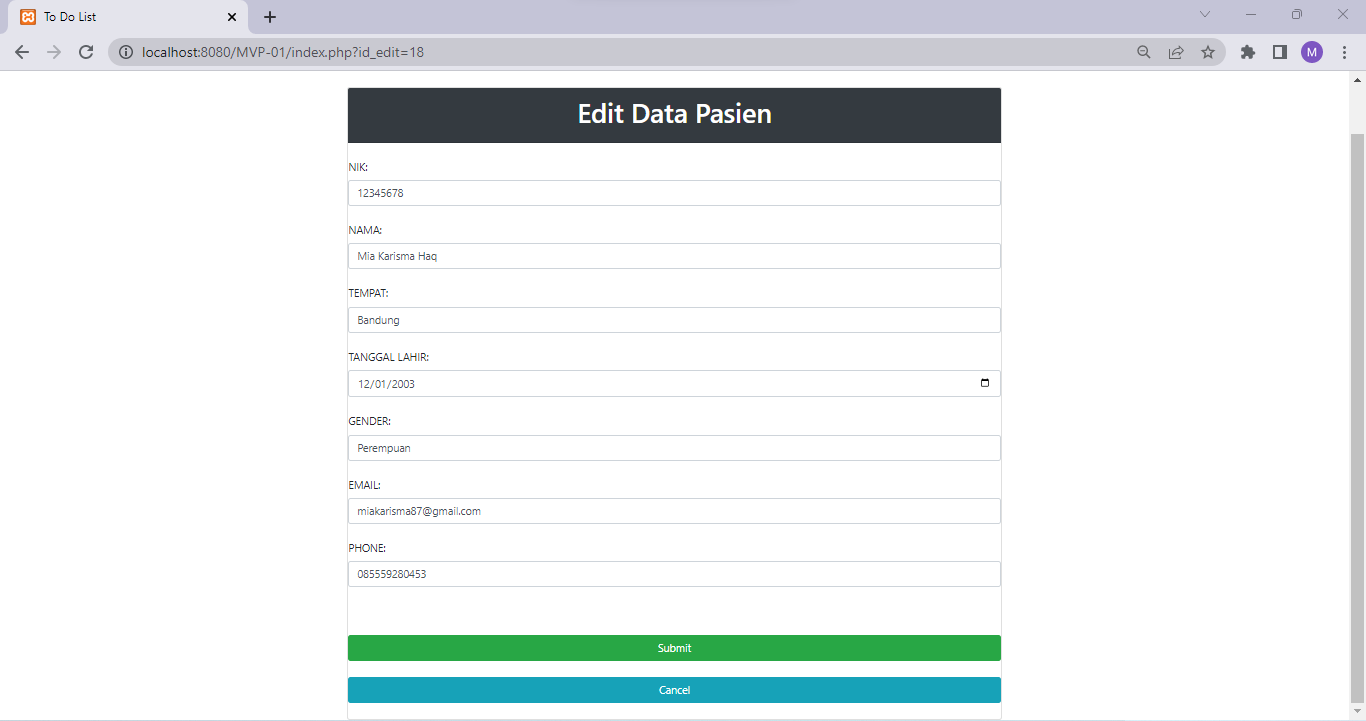 To Do List
localhost:8080/MVP-01/index.php?id_edit=18
M
Edit Data Pasien
NIK:
12345678
NAMA:
Mia Karisma Haq
TEMPAT:
Bandung
TANGGAL LAHIR:
12/01/2003
GENDER:
Perempuan
EMAIL:
miakarisma87@gmail.com
PHONE:
085559280453
Submit
Cancel